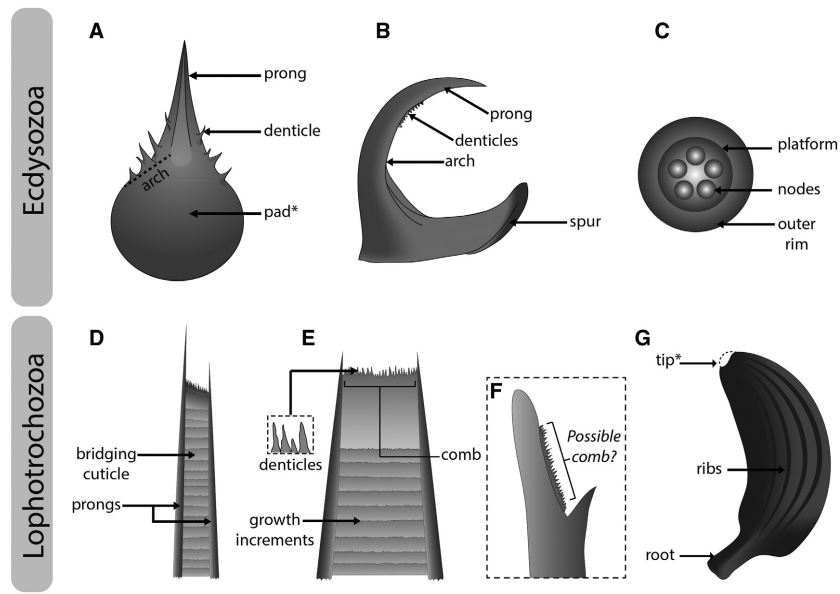 Ecdysozoa
A
prong
denticle
arch
pad*
B
prong
denticles
arch
spur
C
platform
nodes
outer
rim
Lophotrochozoa
D
bridging
cuticle
prongs
E
denticles
comb
growth
increments
F
Possible
comb?
G
tip*
ribs
root